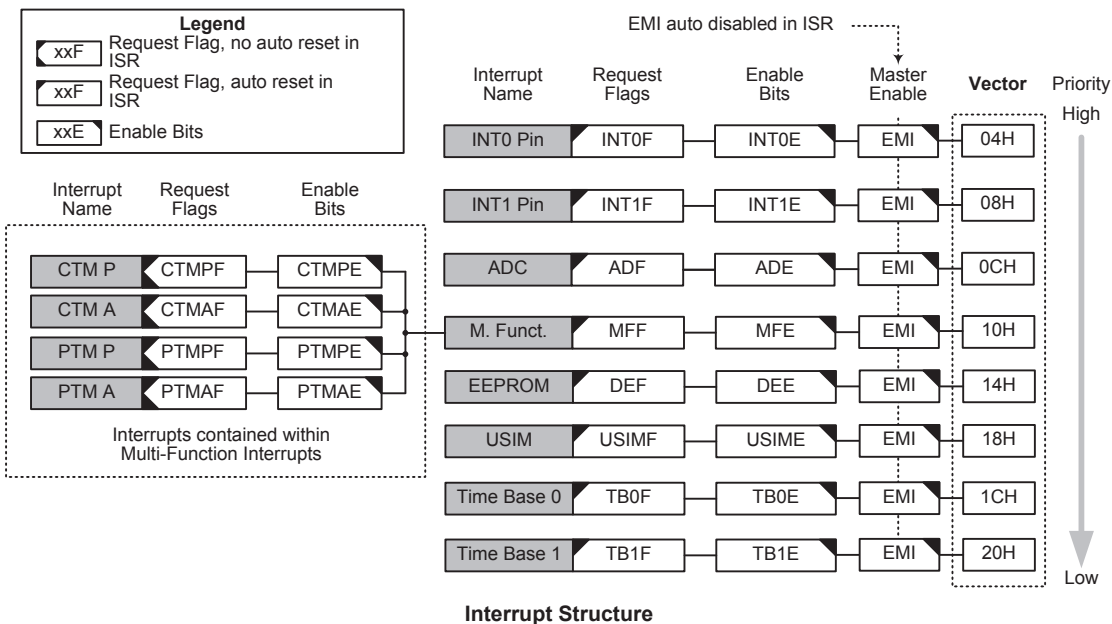 Legend
xxF Request Flag, no auto reset in
ISR
xxF Request Flag, auto reset in
ISR
xxE Enable Bits
EMI auto disabled in ISR
Interrupt
Name
Request
Flags
Enable
Bits
Master
Enable
Vector
Priority
High
INT0 Pin INT0F INT0E EMI 04H
INT1 Pin INT1F INT1E EMI 08H
ADC ADF ADE EMI 0CH
M. Funct. MFF MFE EMI 10H
EEPROM DEF DEE EMI 14H
USIM USIMF USIME EMI 18H
Time Base 0 TB0F TB0E EMI 1CH
Time Base 1 TB1F TB1E EMI 20H
Low
Interrupt
Name
Request
Flags
Enable
Bits
CTM P CTMPF CTMPE
CTM A CTMAF CTMAE
PTM P PTMPF PTMPE
PTM A PTMAF PTMAE
Interrupts contained within
Multi-Function Interrupts
Interrupt Structure